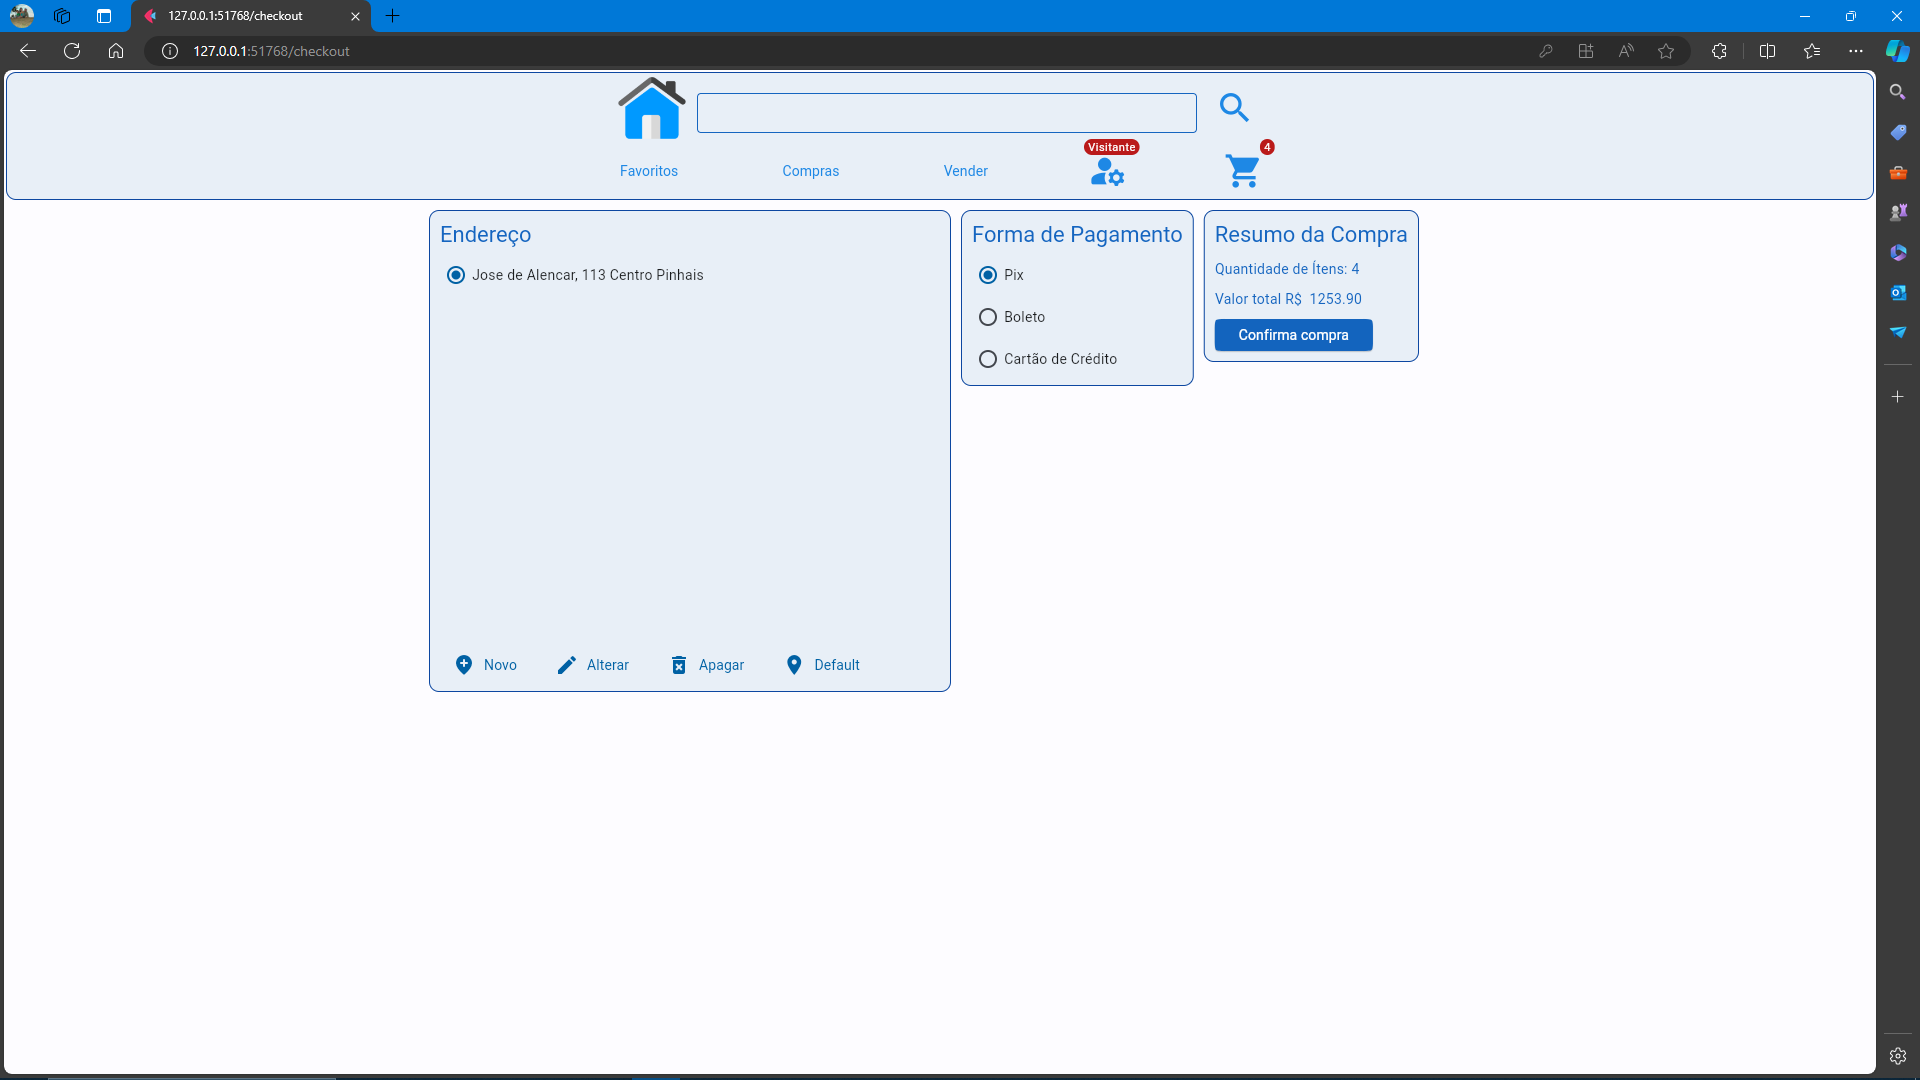 127.0.0.1:51768/checkout
127.0.0.1:51768/checkout
Visitante
4
Favoritos
Compras
Vender
Endereço
Jose de Alencar, 113 Centro Pinhais
Novo
Alterar
Apagar
Default
Forma de Pagamento
Pix
Boleto
Cartão de Crédito
Resumo da Compra
Quantidade de Ítens: 4
Valor total R$ 1253.90
Confirma compra